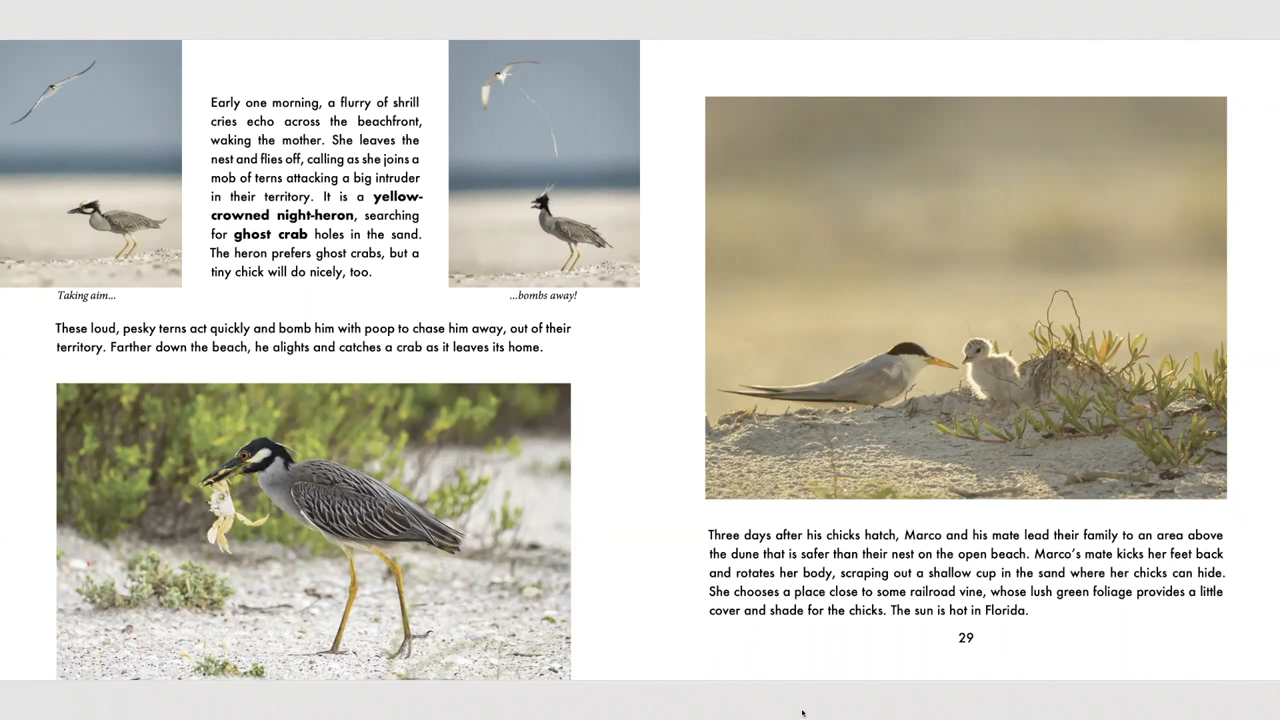 Early one morning, a flurry of shrill
cries echo across the beachfront,
waking the mother. She leaves the
nest and flies off, calling as she joins a
mob of terns attacking a big intruder
in their territory. It is a yellow-
crowned night-heron, searching
for ghost crab holes in the sand.
The heron prefers ghost crabs, but a
tiny chick will do nicely, too.
Taking aim...
...bombs away!
These loud, pesky terns act quickly and bomb him with poop to chase him away, out of their
territory. Farther down the beach, he alights and catches a crab as it leaves its home.
Three days after his chicks hatch, Marco and his mate lead their family to an area above
the dune that is safer than their nest on the open beach. Marco's mate kicks her feet back
and rotates her body, scraping out a shallow cup in the sand where her chicks can hide.
She chooses a place close to some railroad vine, whose lush green foliage provides a little
cover and shade for the chicks. The sun is hot in Florida.
29